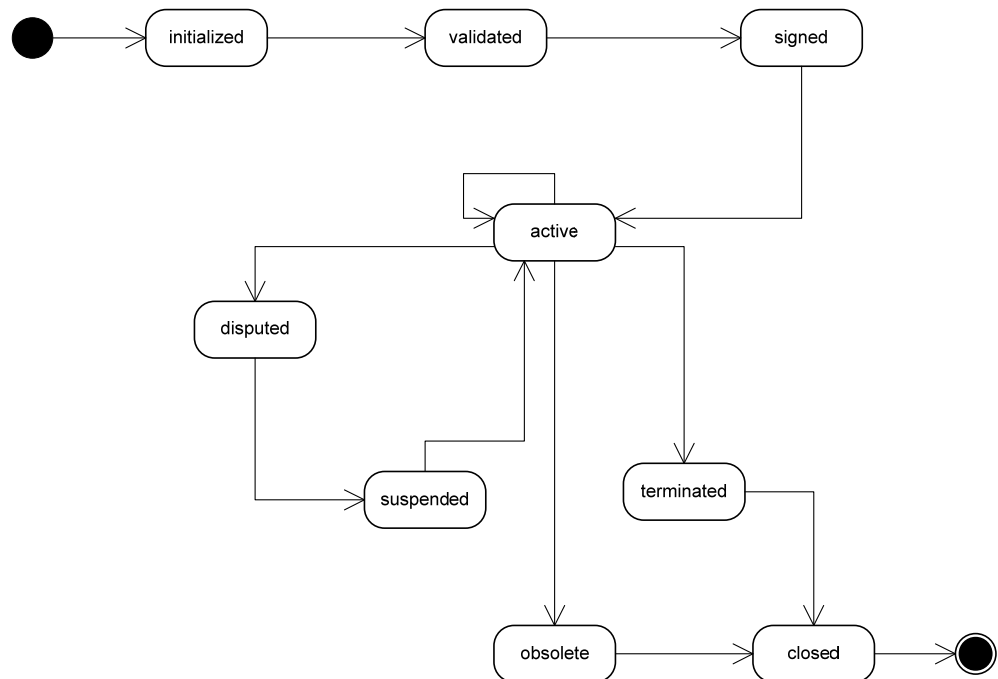 initialized
validated
signed
active
disputed
suspended
terminated
obsolete
closed